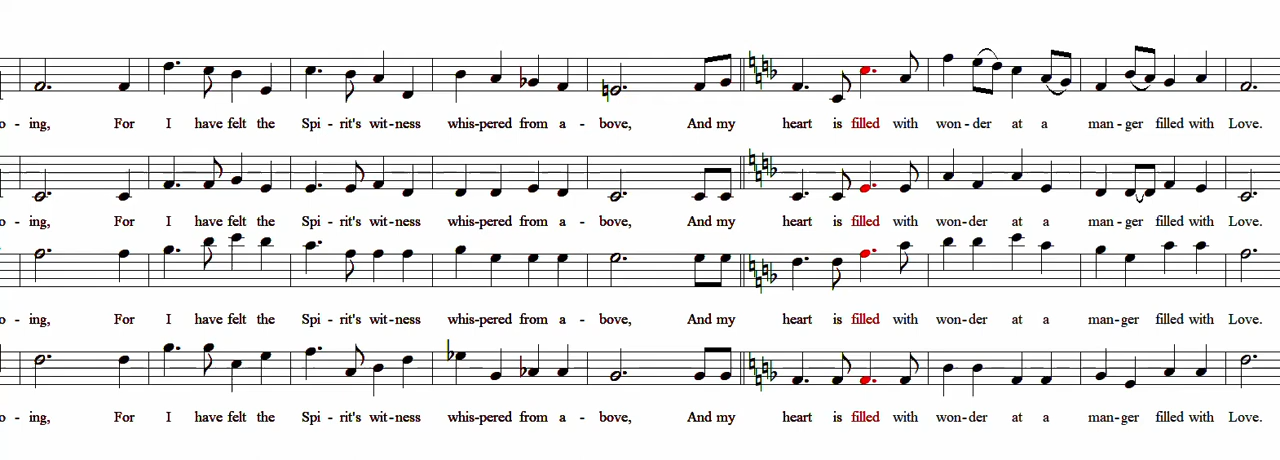 o - ing, For I have felt the Spi - rit's wit - ness whis - pered from a - bove, And my heart is filled with won - der at a man - ger filled with Love.
o - ing, For I have felt the Spi - rit's wit - ness whis - pered from a - bove, And my heart is filled with won - der at a man - ger filled with Love.
o - ing, For I have felt the Spi - rit's wit - ness whis - pered from a - bove, And my heart is filled with won - der at a man - ger filled with Love.
o - ing, For I have felt the Spi - rit's wit - ness whis - pered from a - bove, And my heart is filled with won - der at a man - ger filled with Love.